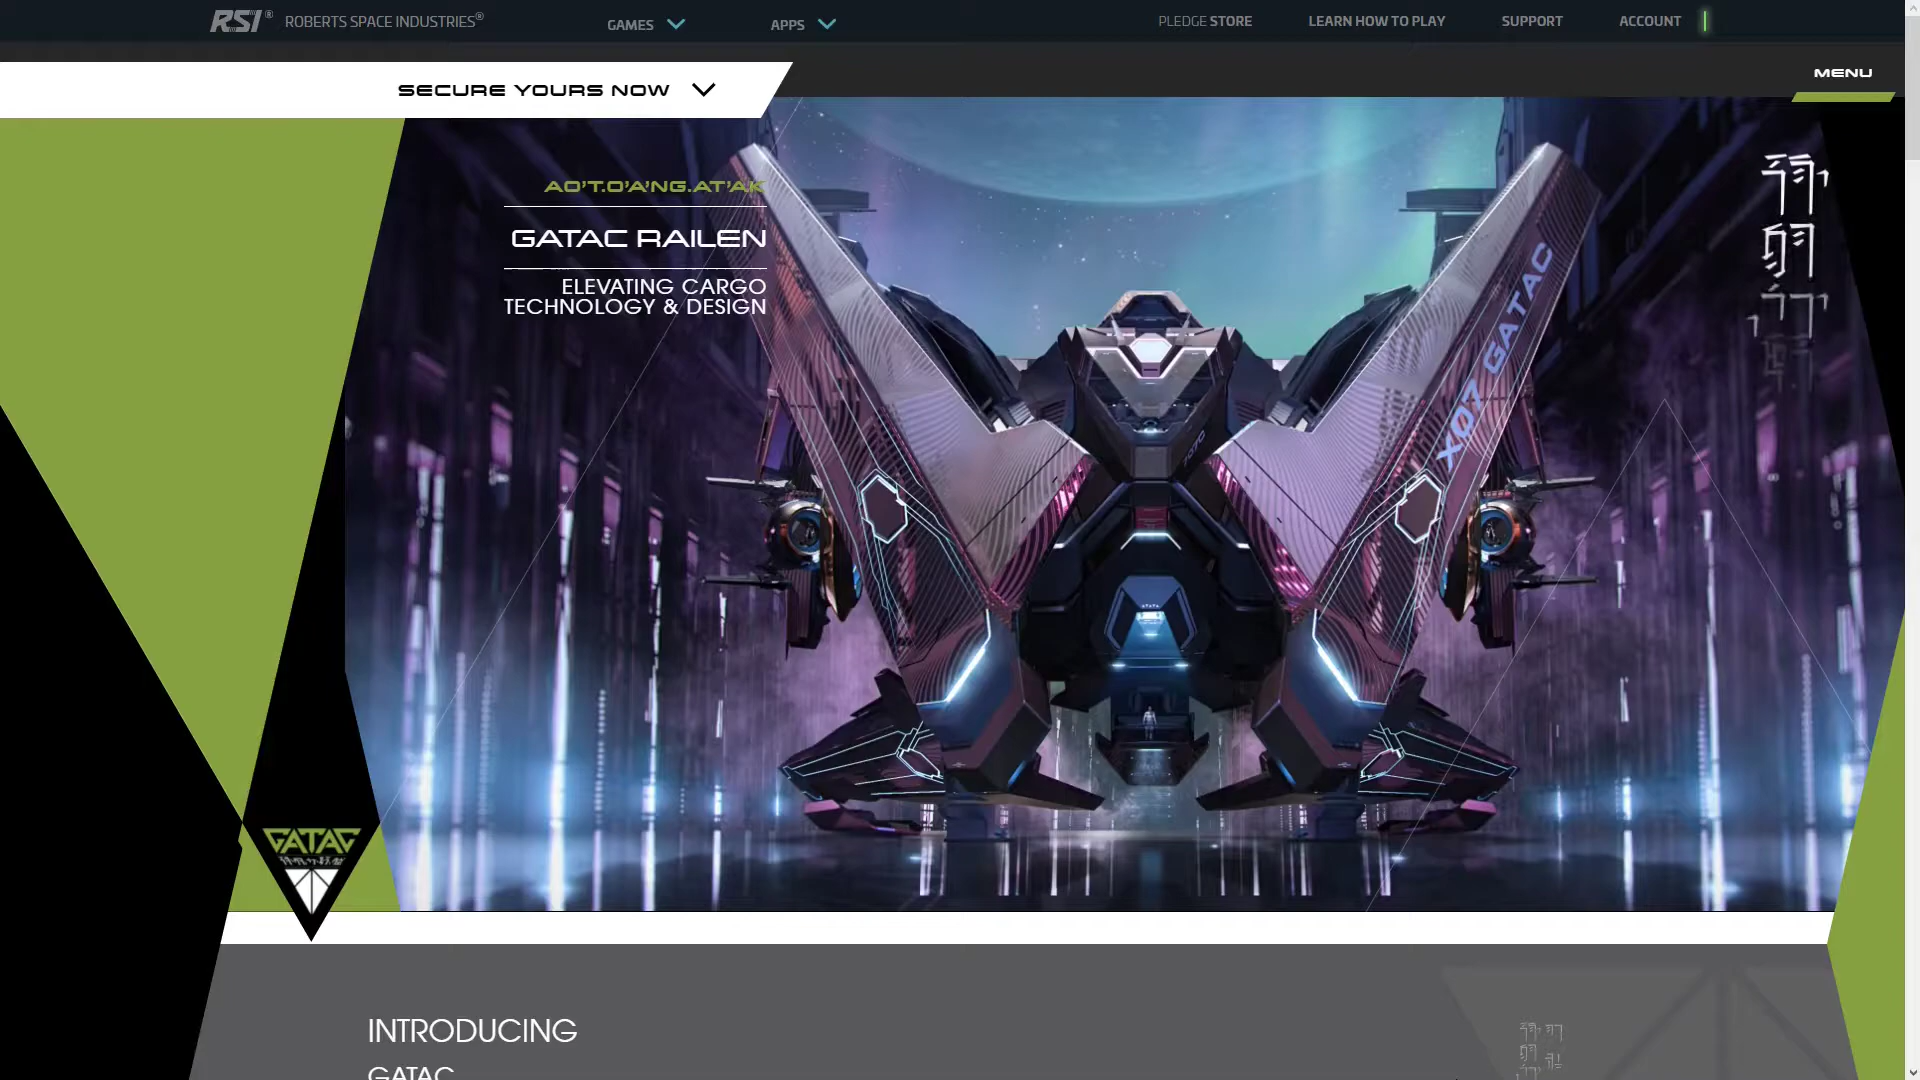 RSI® ROBERTS SPACE INDUSTRIES®
GAMES
APPS
PLEDGE STORE
LEARN HOW TO PLAY
SUPPORT
ACCOUNT
SECURE YOURS NOW
MENU
AO'T.O'A'NG.AT'AK
GATAC RAILEN
ELEVATING CARGO
TECHNOLOGY & DESIGN
X07 GATAC
GATAC
INTRODUCING
GATAC